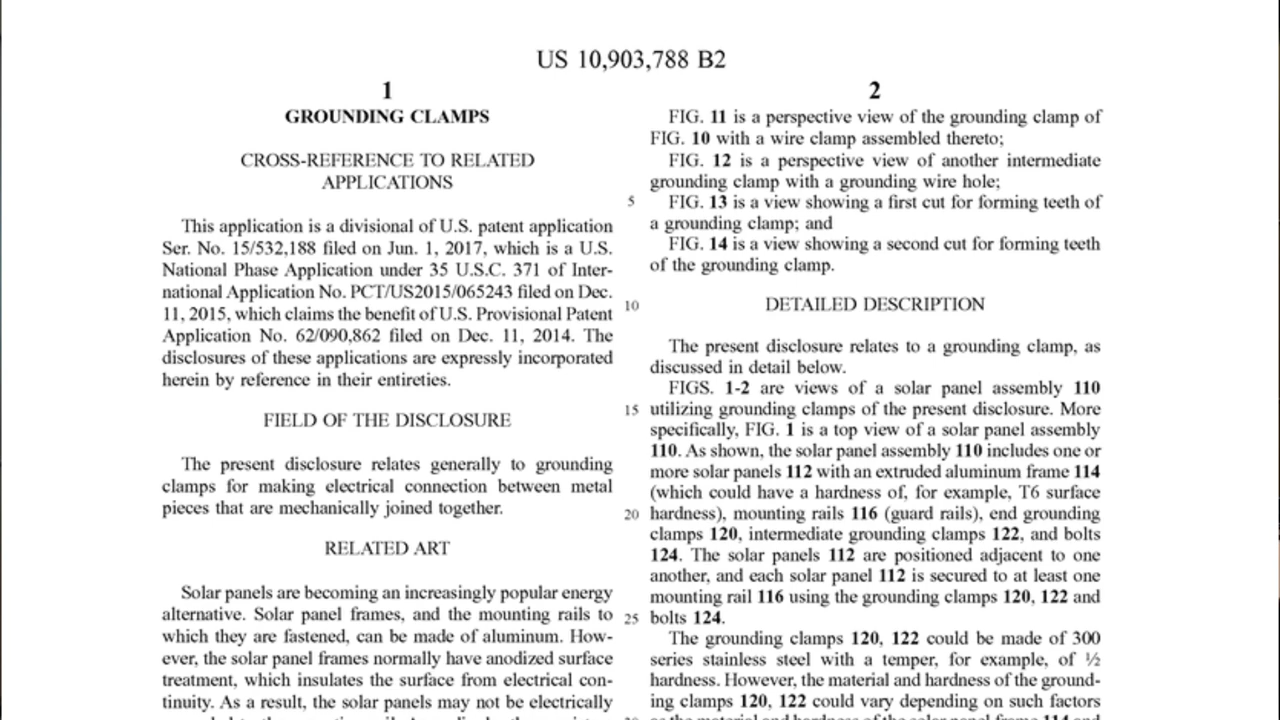 US 10,903,788 B2
1
GROUNDING CLAMPS
CROSS-REFERENCE TO RELATED
APPLICATIONS
This application is a divisional of U.S. patent application
Ser. No. 15/532,188 filed on Jun. 1, 2017, which is a U.S.
National Phase Application under 35 U.S.C. 371 of Inter-
national Application No. PCT/US2015/065243 filed on Dec.
11, 2015, which claims the benefit of U.S. Provisional Patent
Application No. 62/090,862 filed on Dec. 11, 2014. The
disclosures of these applications are expressly incorporated
herein by reference in their entireties.
FIELD OF THE DISCLOSURE
The present disclosure relates generally to grounding
clamps for making electrical connection between metal
pieces that are mechanically joined together.
RELATED ART
Solar panels are becoming an increasingly popular energy
alternative. Solar panel frames, and the mounting rails to
which they are fastened, can be made of aluminum. How-
ever, the solar panel frames normally have anodized surface
treatment, which insulates the surface from electrical con-
tinuity. As a result, the solar panels may not be electrically
2
FIG. 11 is a perspective view of the grounding clamp of
FIG. 10 with a wire clamp assembled thereto;
FIG. 12 is a perspective view of another intermediate
grounding clamp with a grounding wire hole;
5
FIG. 13 is a view showing a first cut for forming teeth of
a grounding clamp; and
FIG. 14 is a view showing a second cut for forming teeth
of the grounding clamp.
10
DETAILED DESCRIPTION
The present disclosure relates to a grounding clamp, as
discussed in detail below.
FIGS. 1-2 are views of a solar panel assembly 110
15
utilizing grounding clamps of the present disclosure. More
specifically, FIG. 1 is a top view of a solar panel assembly
110. As shown, the solar panel assembly 110 includes one or
more solar panels 112 with an extruded aluminum frame 114
(which could have a hardness of, for example, T6 surface
20
hardness), mounting rails 116 (guard rails), end grounding
clamps 120, intermediate grounding clamps 122, and bolts
124. The solar panels 112 are positioned adjacent to one
another, and each solar panel 112 is secured to at least one
mounting rail 116 using the grounding clamps 120, 122 and
25
bolts 124.
The grounding clamps 120, 122 could be made of 300
series stainless steel with a temper, for example, of ½
hardness. However, the material and hardness of the ground-
ing clamps 120, 122 could vary depending on such factors